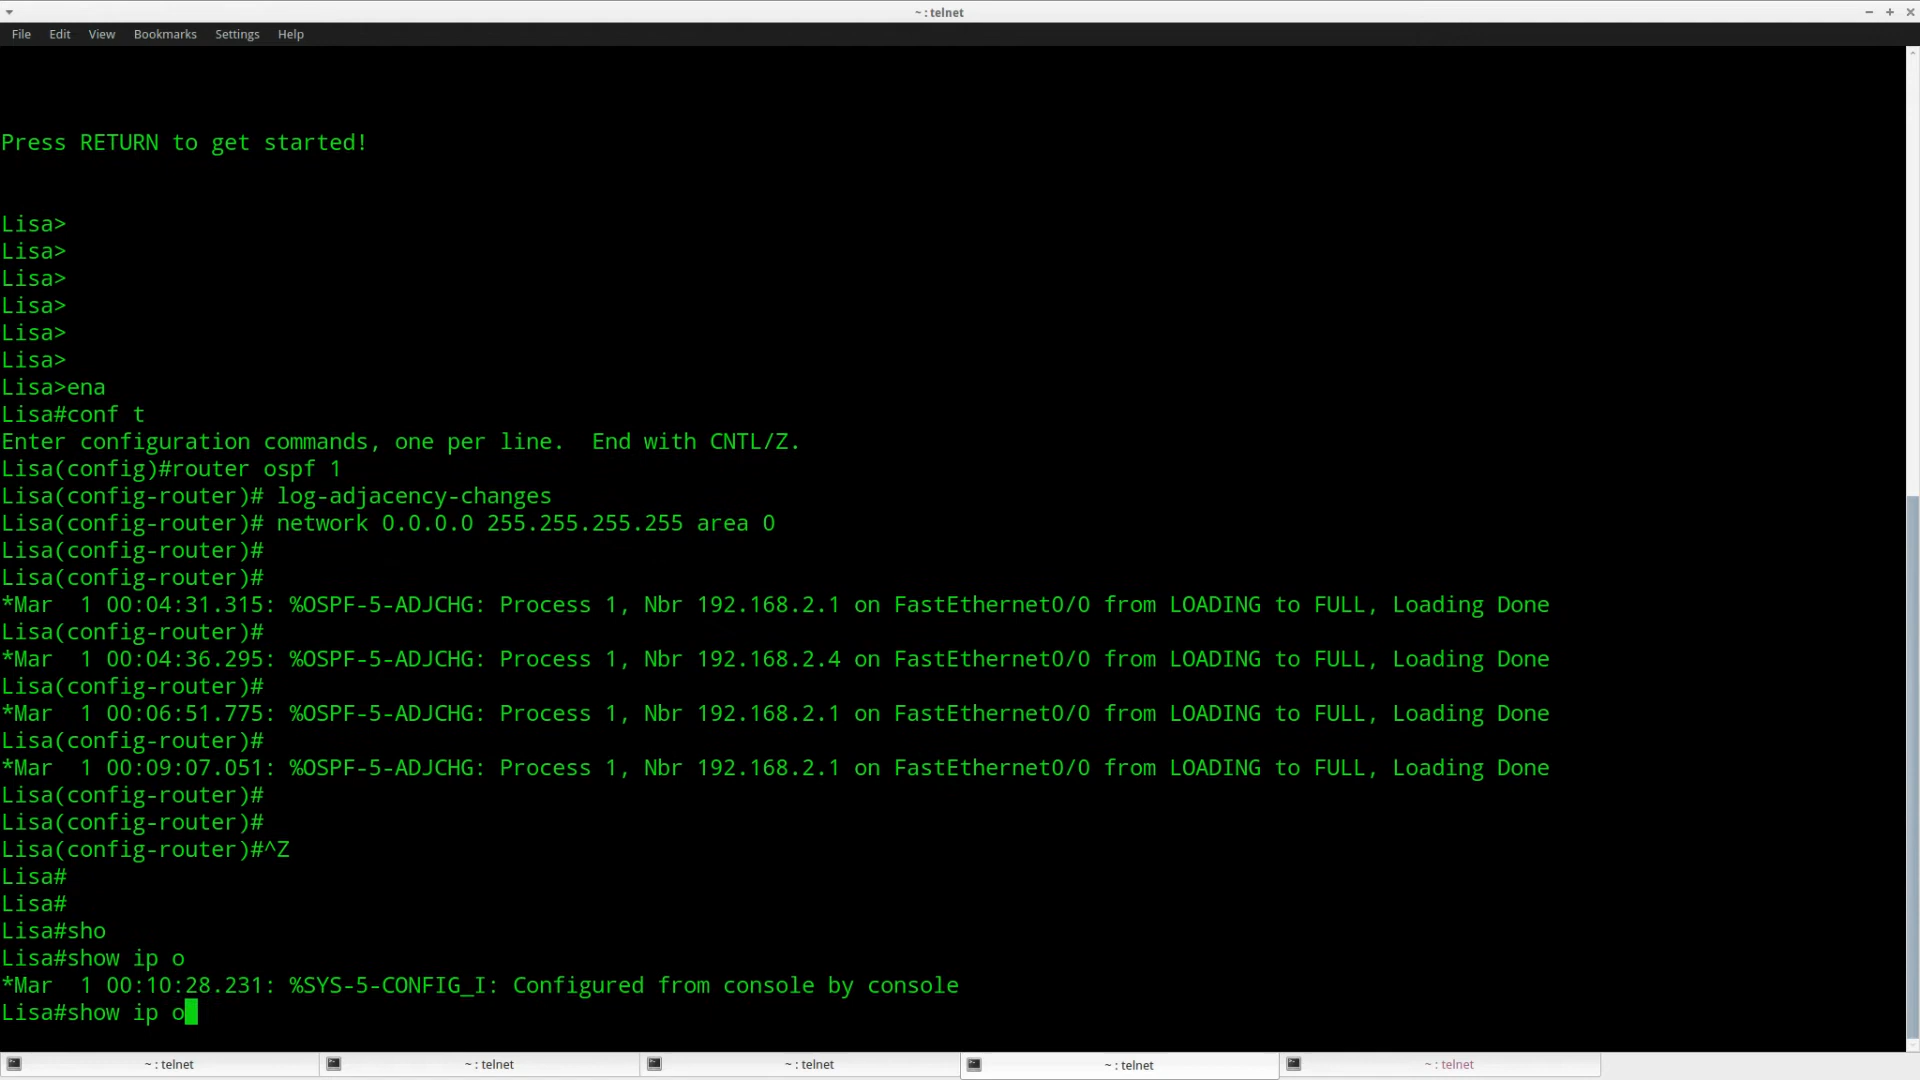 ~ : telnet
File Edit View Bookmarks Settings Help
Press RETURN to get started!
Lisa>
Lisa>
Lisa>
Lisa>
Lisa>
Lisa>
Lisa>ena
Lisa#conf t
Enter configuration commands, one per line.  End with CNTL/Z.
Lisa(config)#router ospf 1
Lisa(config-router)# log-adjacency-changes
Lisa(config-router)# network 0.0.0.0 255.255.255.255 area 0
Lisa(config-router)#
Lisa(config-router)#
*Mar  1 00:04:31.315: %OSPF-5-ADJCHG: Process 1, Nbr 192.168.2.1 on FastEthernet0/0 from LOADING to FULL, Loading Done
Lisa(config-router)#
*Mar  1 00:04:36.295: %OSPF-5-ADJCHG: Process 1, Nbr 192.168.2.4 on FastEthernet0/0 from LOADING to FULL, Loading Done
Lisa(config-router)#
*Mar  1 00:06:51.775: %OSPF-5-ADJCHG: Process 1, Nbr 192.168.2.1 on FastEthernet0/0 from LOADING to FULL, Loading Done
Lisa(config-router)#
*Mar  1 00:09:07.051: %OSPF-5-ADJCHG: Process 1, Nbr 192.168.2.1 on FastEthernet0/0 from LOADING to FULL, Loading Done
Lisa(config-router)#
Lisa(config-router)#
Lisa(config-router)#^Z
Lisa#
Lisa#
Lisa#sho
Lisa#show ip o
*Mar  1 00:10:28.231: %SYS-5-CONFIG_I: Configured from console by console
Lisa#show ip o
~ : telnet ~ : telnet ~ : telnet ~ : telnet ~ : telnet